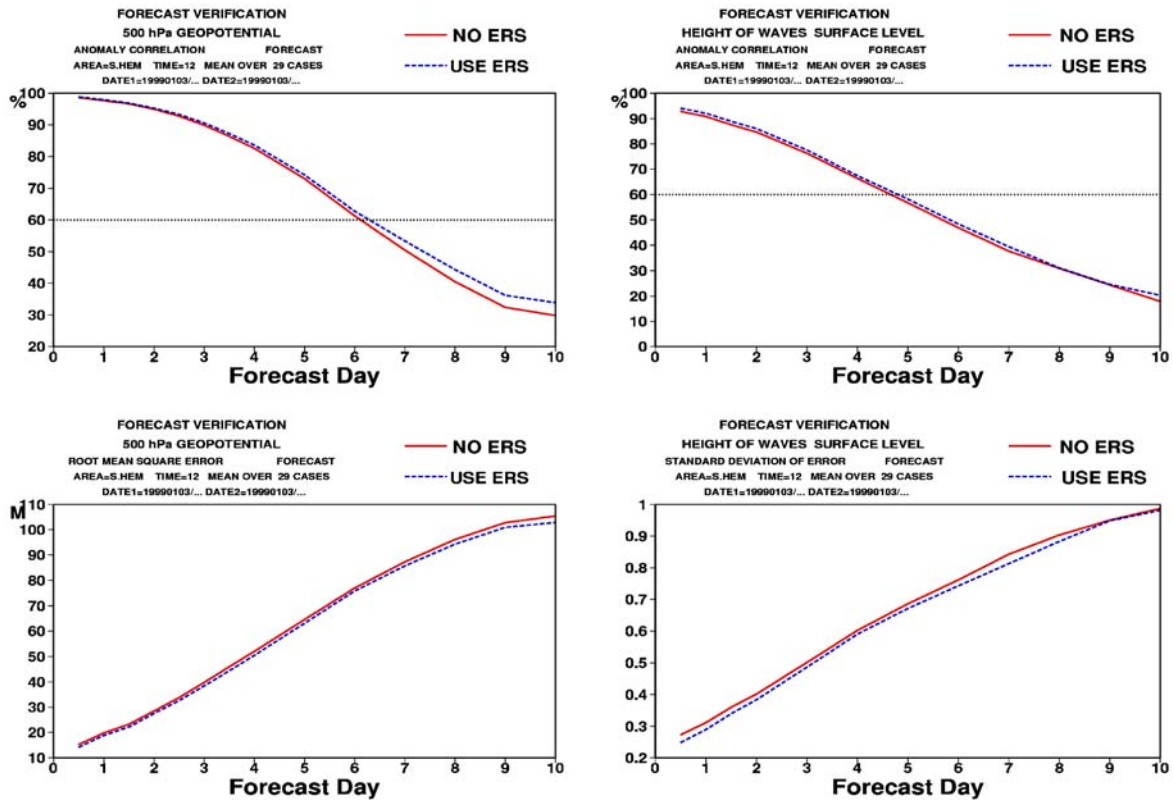 FORECAST VERIFICATION
500 hPa GEOPOTENTIAL
ANOMALY CORRELATION FORECAST
AREA=S.HEM TIME=12 MEAN OVER 29 CASES
DATE1=19990103/... DATE2=19990103/...
NO ERS
USE ERS
%
100
90
80
70
60
50
40
30
20
0 1 2 3 4 5 6 7 8 9 10
Forecast Day
FORECAST VERIFICATION
HEIGHT OF WAVES SURFACE LEVEL
ANOMALY CORRELATION FORECAST
AREA=S.HEM TIME=12 MEAN OVER 29 CASES
DATE1=19990103/... DATE2=19990103/...
NO ERS
USE ERS
%
100
90
80
70
60
50
40
30
20
10
0
0 1 2 3 4 5 6 7 8 9 10
Forecast Day
FORECAST VERIFICATION
500 hPa GEOPOTENTIAL
ROOT MEAN SQUARE ERROR FORECAST
AREA=S.HEM TIME=12 MEAN OVER 29 CASES
DATE1=19990103/... DATE2=19990103/...
NO ERS
USE ERS
M
110
100
90
80
70
60
50
40
30
20
10
0 1 2 3 4 5 6 7 8 9 10
Forecast Day
FORECAST VERIFICATION
HEIGHT OF WAVES SURFACE LEVEL
STANDARD DEVIATION OF ERROR FORECAST
AREA=S.HEM TIME=12 MEAN OVER 29 CASES
DATE1=19990103/... DATE2=19990103/...
NO ERS
USE ERS
1
0.9
0.8
0.7
0.6
0.5
0.4
0.3
0.2
0 1 2 3 4 5 6 7 8 9 10
Forecast Day